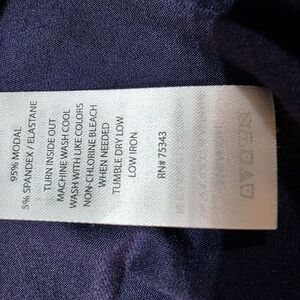 95% MODAL
5% SPANDEX / ELASTANE
TURN INSIDE OUT
MACHINE WASH COOL
WASH WITH LIKE COLORS
NON-CHLORINE BLEACH
WHEN NEEDED
TUMBLE DRY LOW
LOW IRON
RN# 75343